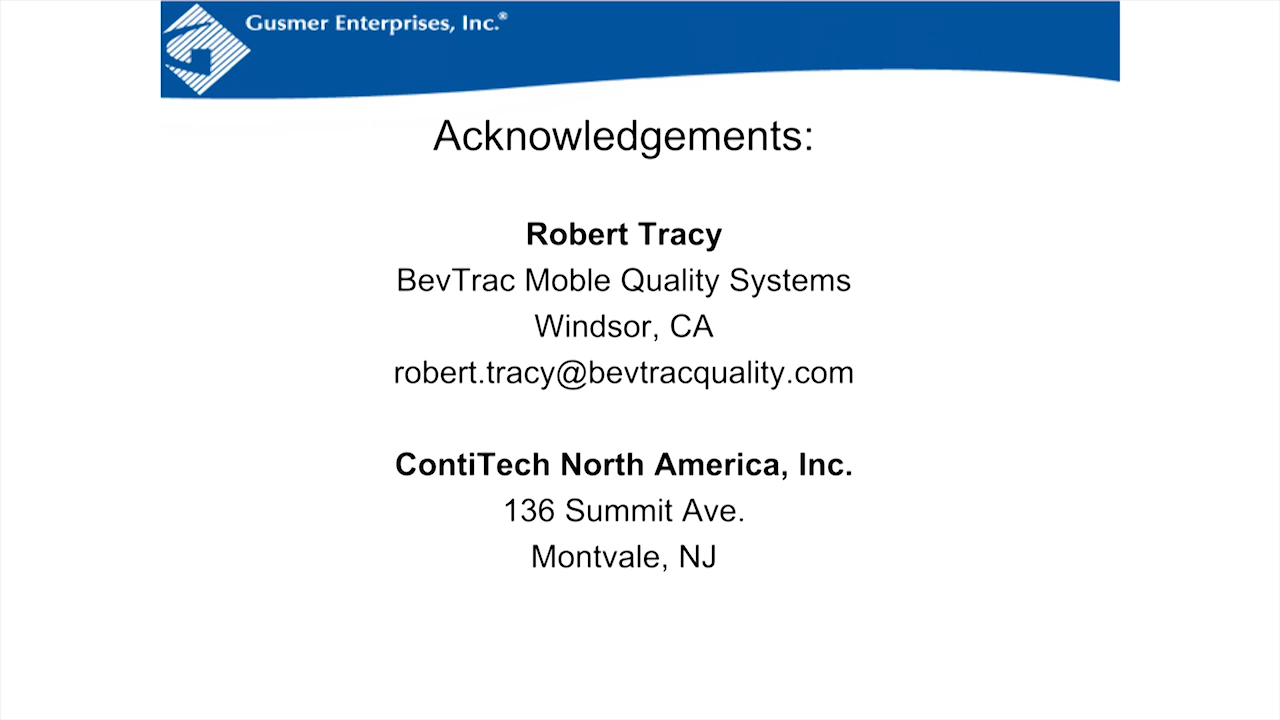 Gusmer Enterprises, Inc.®
Acknowledgements:
Robert Tracy
BevTrac Moble Quality Systems
Windsor, CA
robert.tracy@bevtracquality.com
ContiTech North America, Inc.
136 Summit Ave.
Montvale, NJ